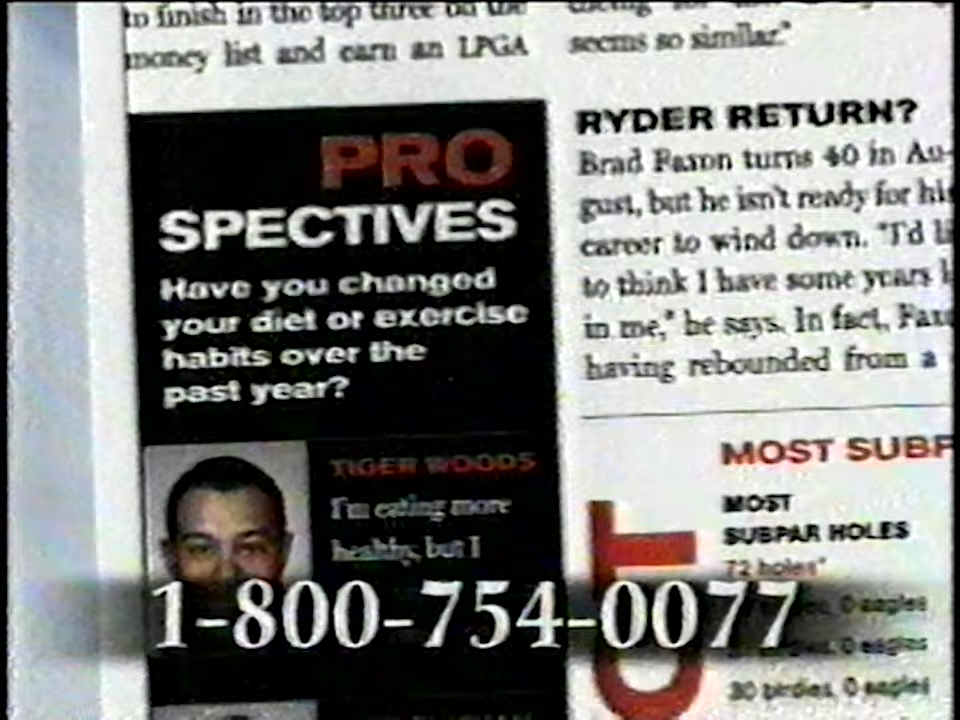 to finish in the top three on the
money list and earn an LPGA
seems so similar."
PRO
SPECTIVES
Have you changed
your diet or exercise
habits over the
past year?
TIGER WOODS
I'm eating more
healthy, but I
RYDER RETURN?
Brad Faxon turns 40 in Au-
gust, but he isn't ready for his
career to wind down. "I'd li
to think I have some years l
in me," he says. In fact, Fax
having rebounded from a
MOST SUBP
MOST
SUBPAR HOLES
72 holes*
0 eagles
0 eagles
30 birdies, 0 eagles
1-800-754-0077